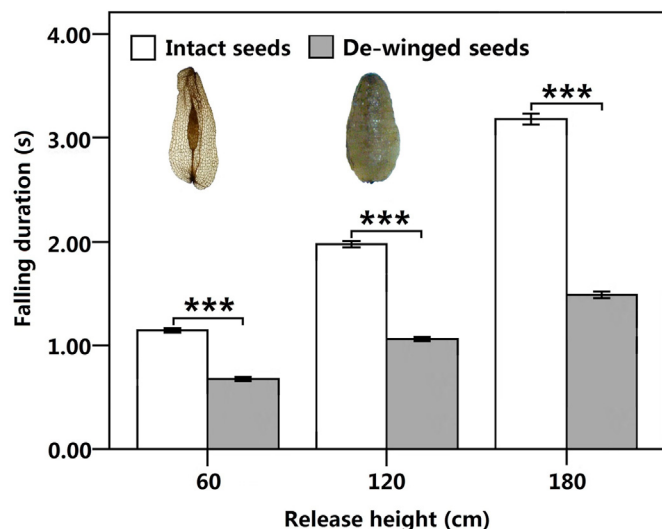 4.00
Intact seeds De-winged seeds
***
3.00
***
2.00
***
1.00
0.00
60 120 180
Falling duration (s)
Release height (cm)